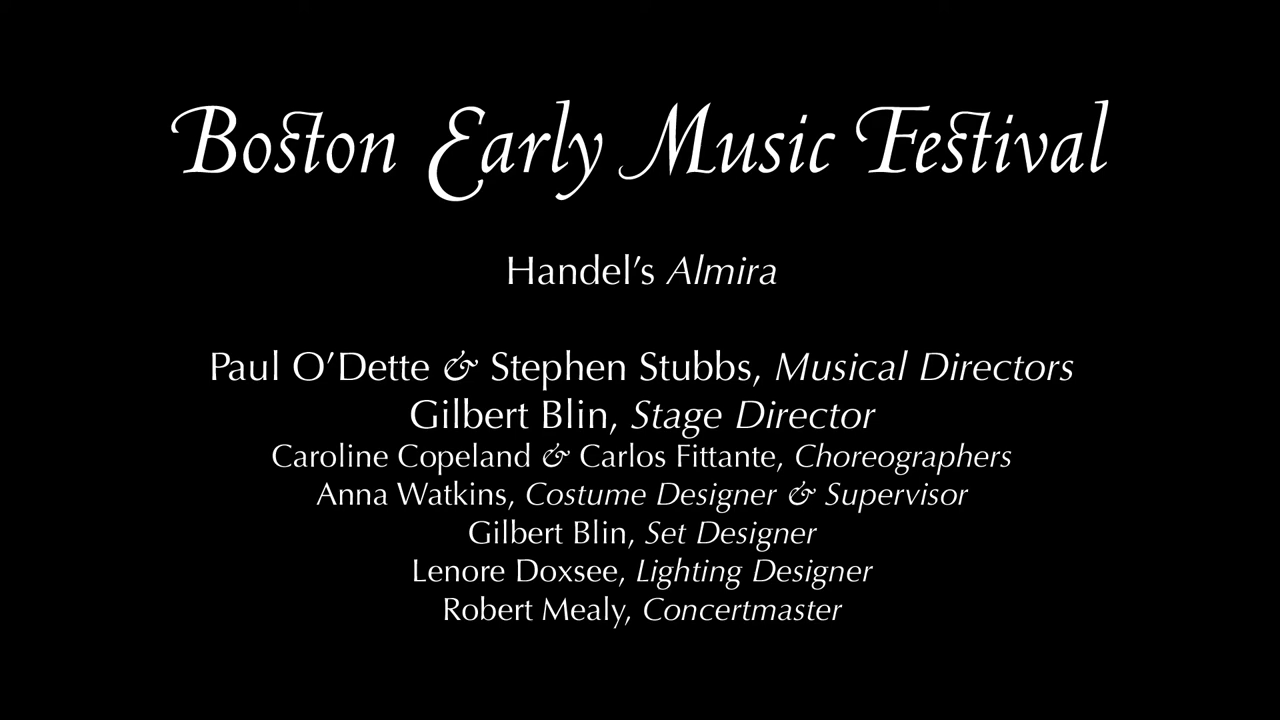 Boston Early Music Festival
Handel’s Almira
Paul O’Dette & Stephen Stubbs, Musical Directors
Gilbert Blin, Stage Director
Caroline Copeland & Carlos Fittante, Choreographers
Anna Watkins, Costume Designer & Supervisor
Gilbert Blin, Set Designer
Lenore Doxsee, Lighting Designer
Robert Mealy, Concertmaster